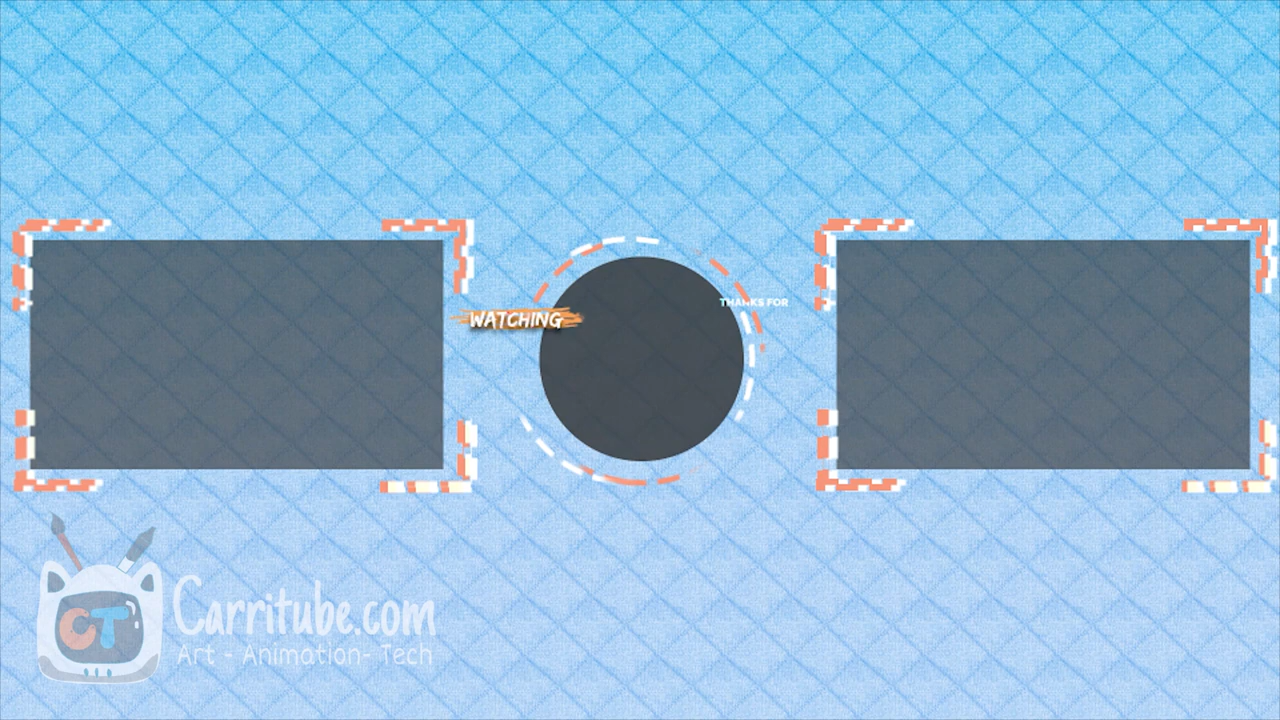 THANKS FOR
WATCHING
CT
Carritube.com
Art - Animation- Tech